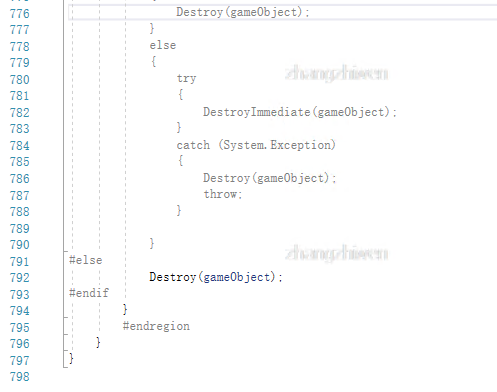 776 Destroy(gameObject);
777 }
778 else
779 {
780 try
781 {
782 DestroyImmediate(gameObject);
783 }
784 catch (System.Exception)
785 {
786 Destroy(gameObject);
787 throw;
788 }
789
790 }
791 #else
792 Destroy(gameObject);
793 #endif
794 }
795 #endregion
796 }
797 }
798
zhangzhiwen
zhangzhiwen